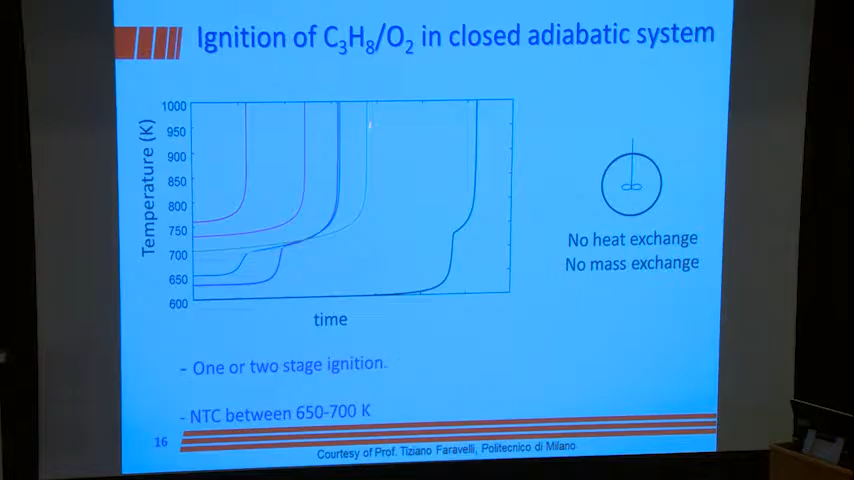 Ignition of C3H8/O2 in closed adiabatic system
Temperature (K)
1000
950
900
850
800
750
700
650
600
time
No heat exchange
No mass exchange
- One or two stage ignition.
- NTC between 650-700 K
16
Courtesy of Prof. Tiziano Faravelli, Politecnico di Milano